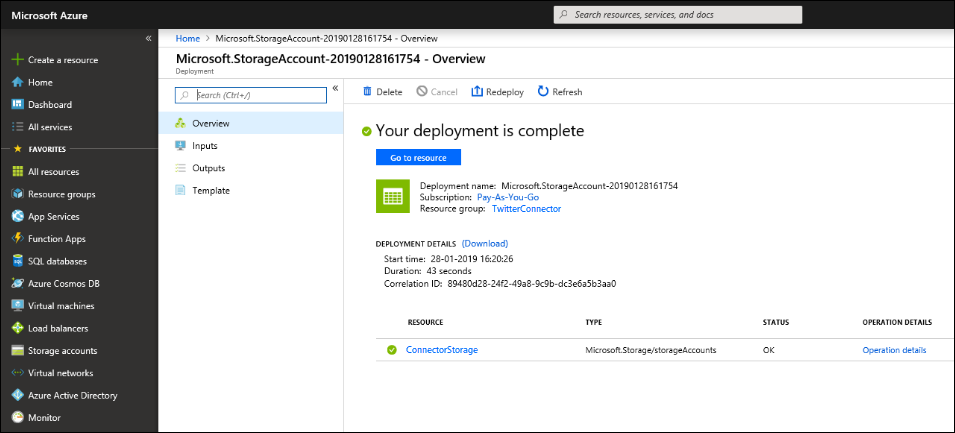 Microsoft Azure
Search resources, services, and docs
«
Create a resource
Home
Dashboard
All services
FAVORITES
All resources
Resource groups
App Services
Function Apps
SQL databases
Azure Cosmos DB
Virtual machines
Load balancers
Storage accounts
Virtual networks
Azure Active Directory
Monitor
Home > Microsoft.StorageAccount-20190128161754 - Overview
Microsoft.StorageAccount-20190128161754 - Overview
Deployment
Search (Ctrl+/)
«
Overview
Inputs
Outputs
Template
Delete Cancel Redeploy Refresh
Your deployment is complete
Go to resource
Deployment name: Microsoft.StorageAccount-20190128161754
Subscription: Pay-As-You-Go
Resource group: TwitterConnector
DEPLOYMENT DETAILS (Download)
Start time: 28-01-2019 16:20:26
Duration: 43 seconds
Correlation ID: 89480d28-24f2-49a8-9c9b-dc3e6a5b3aa0
RESOURCE TYPE STATUS OPERATION DETAILS
ConnectorStorage Microsoft.Storage/storageAccounts OK Operation details